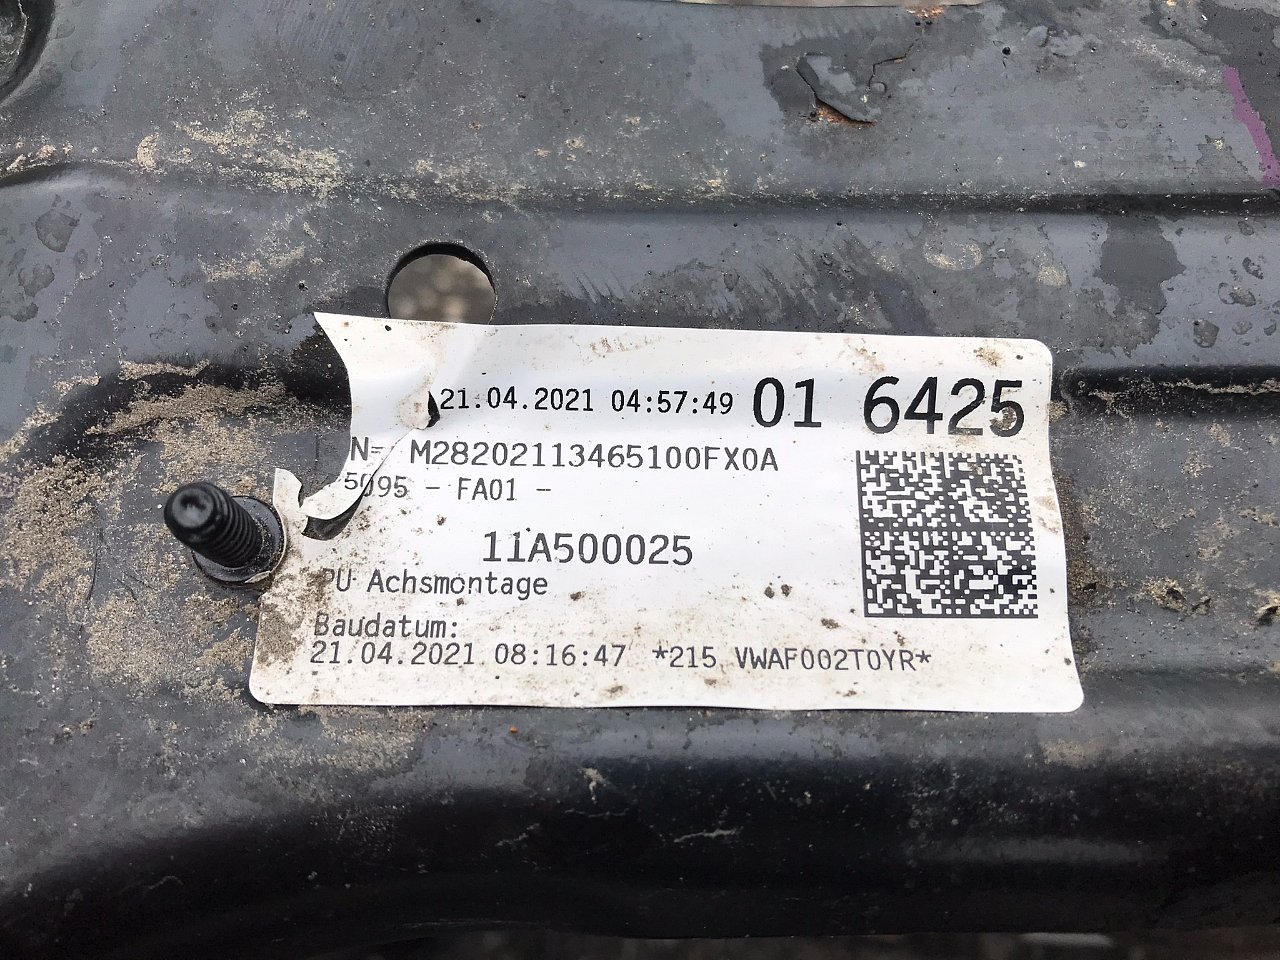 21.04.2021 04:57:49 01 6425
N= M28202113465100FX0A
5095 - FA01 -
11A500025
PU Achsmontage
Baudatum:
21.04.2021 08:16:47 *215 VWAF002T0YR*